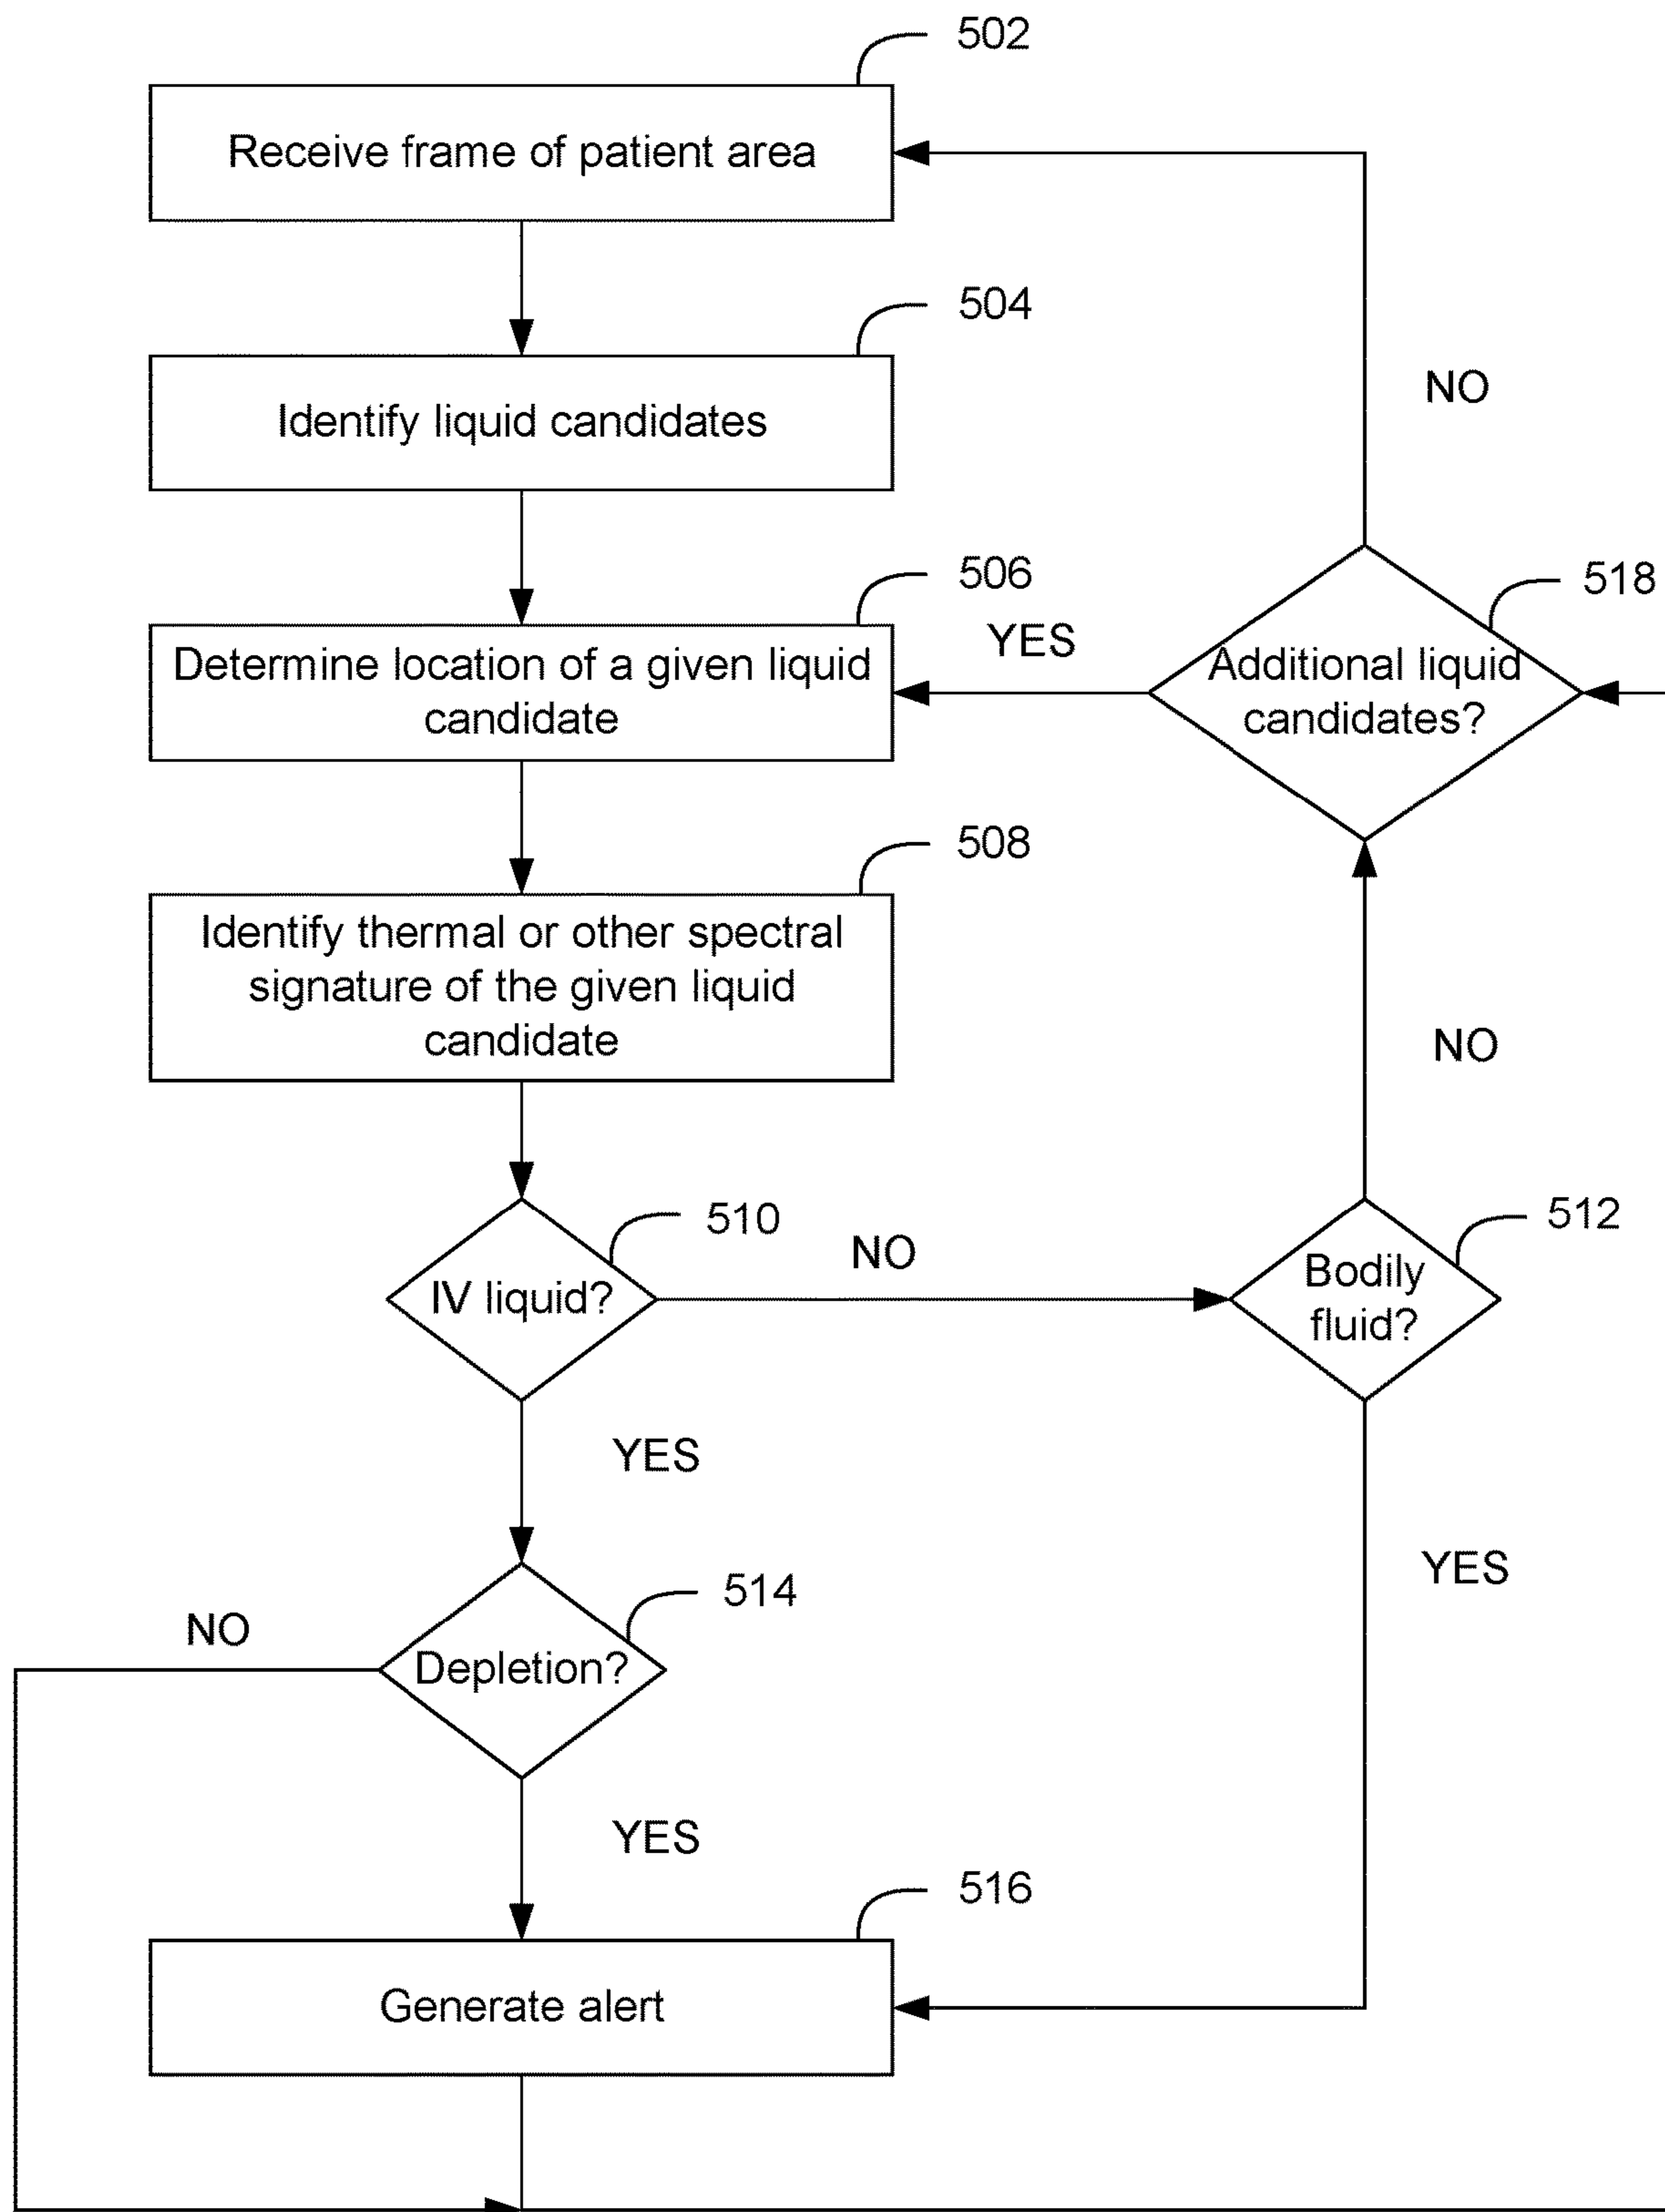 502
Receive frame of patient area
504
Identify liquid candidates
NO
506
Determine location of a given liquid
candidate
YES
518
Additional liquid
candidates?
508
Identify thermal or other spectral
signature of the given liquid
candidate
NO
510
IV liquid?
NO
512
Bodily
fluid?
YES
YES
514
Depletion?
NO
YES
516
Generate alert